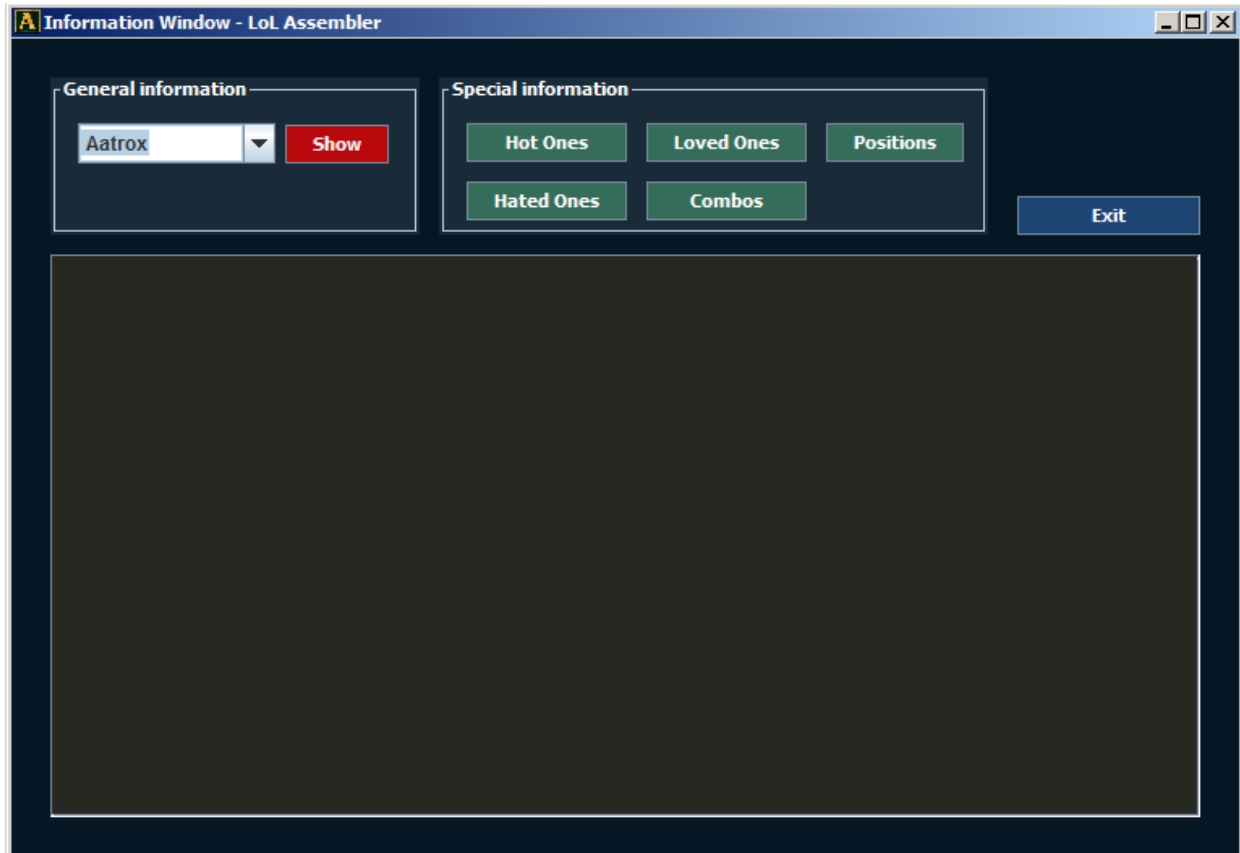 Information Window - LoL Assembler
General information
Aatrox
Show
Special information
Hot Ones
Loved Ones
Positions
Hated Ones
Combos
Exit